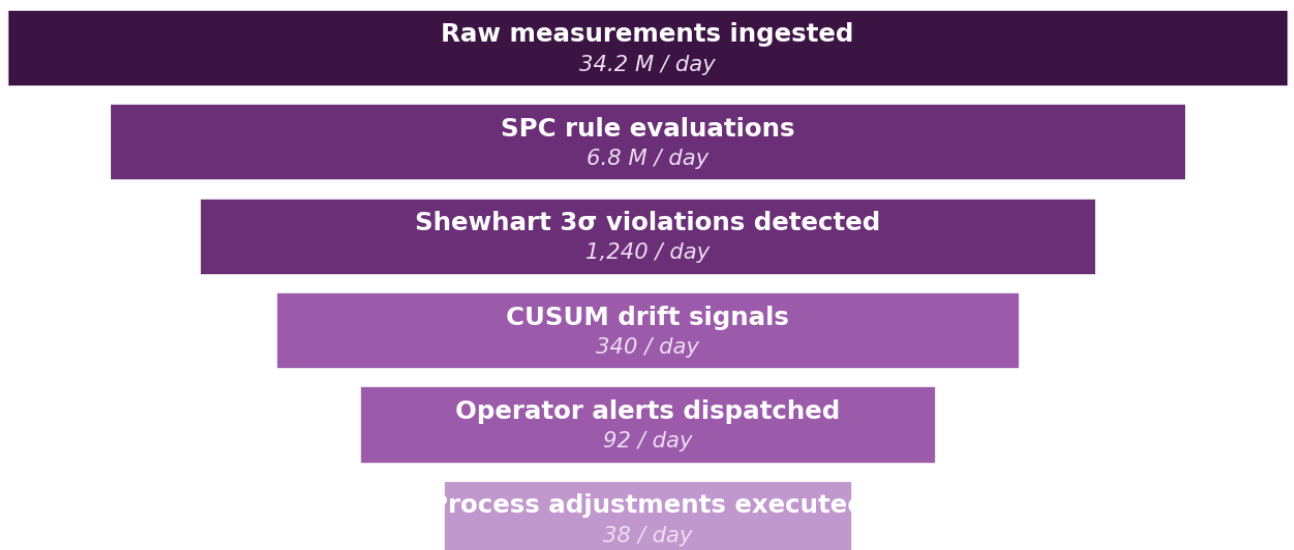 Raw measurements ingested
34.2 M / day
SPC rule evaluations
6.8 M / day
Shewhart 3σ violations detected
1,240 / day
CUSUM drift signals
340 / day
Operator alerts dispatched
92 / day
Process adjustments executed
38 / day